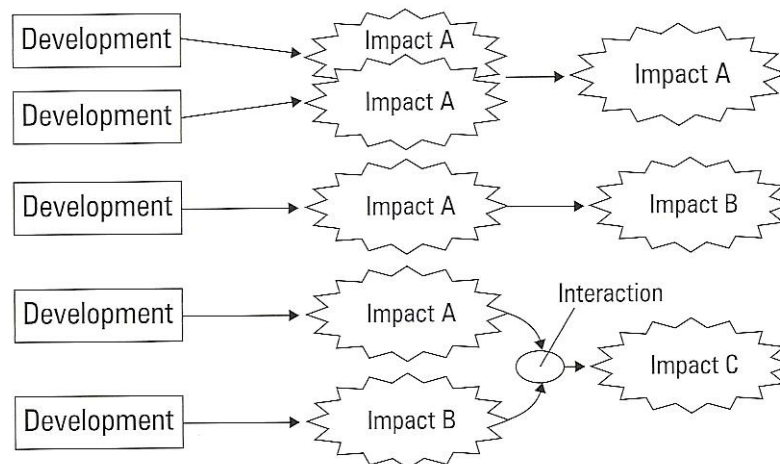 Development
Impact A
Impact A
Development
Impact A
Development
Impact A
Impact B
Development
Impact A
Interaction
Impact C
Development
Impact B